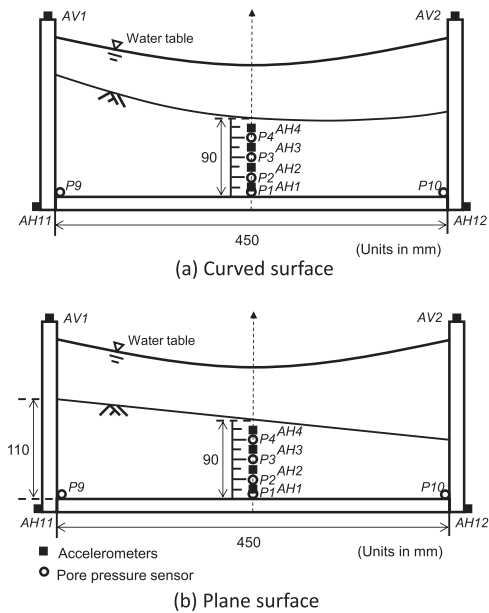 AV1
AV2
Water table
AH4
P4
AH3
90
P3
AH2
P2
AH1
P9
P1
P10
AH11
AH12
450
(Units in mm)
(a) Curved surface
AV1
AV2
Water table
AH4
P4
AH3
110
90
P3
AH2
P2
AH1
P9
P1
P10
AH11
AH12
450
Accelerometers
(Units in mm)
Pore pressure sensor
(b) Plane surface